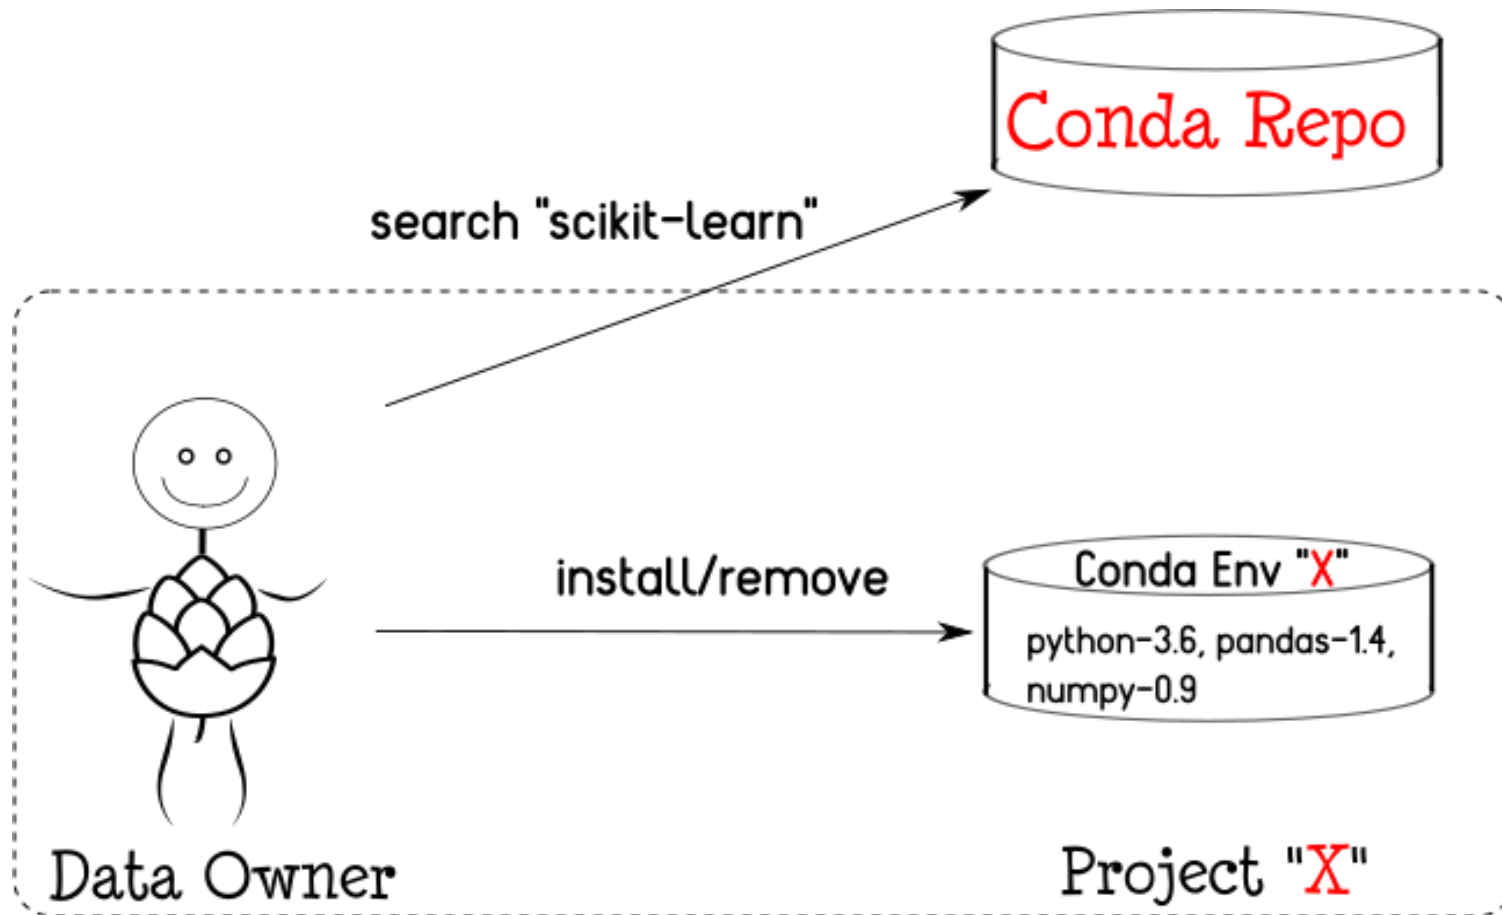 Conda Repo
search "scikit-learn"
install/remove
Conda Env "X"
python-3.6, pandas-1.4,
numpy-0.9
Data Owner
Project "X"